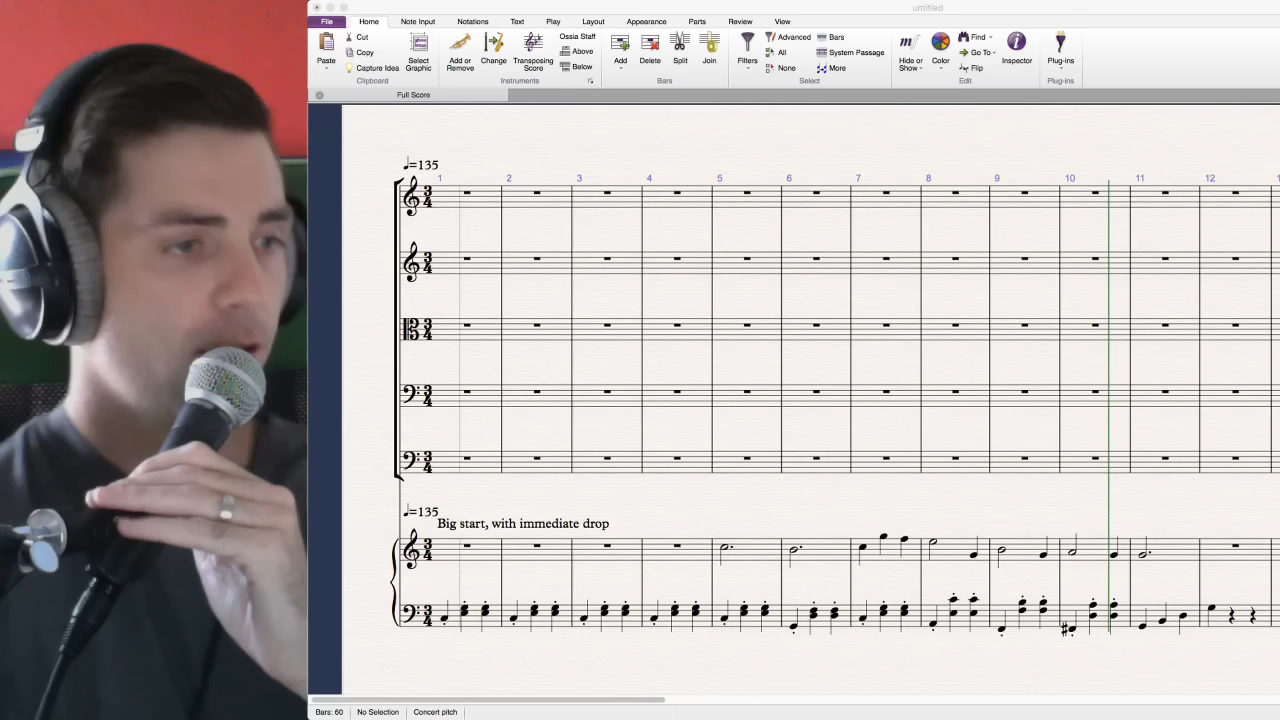 untitled
File Home Note Input Notations Text Play Layout Appearance Parts Review View
Paste Cut Copy Capture Idea Select Graphic Add or Remove Change Transposing Score Ossia Staff Above Below Add Delete Split Join Filters Advanced All None Bars System Passage More Hide or Show Color Find Go To Flip Inspector Plug-ins
Clipboard Instruments Bars Select Edit Plug-ins
Full Score
=135
1 2 3 4 5 6 7 8 9 10 11 12
=135
Big start, with immediate drop
Bars: 60 No Selection Concert pitch